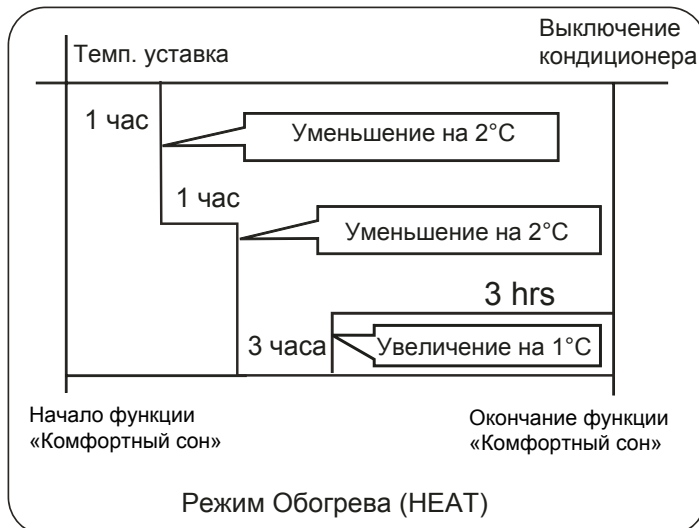 Темп. уставка
Выключение
кондиционера
1 час
Уменьшение на 2°C
1 час
Уменьшение на 2°C
3 hrs
3 часа
Увеличение на 1°C
Начало функции
«Комфортный сон»
Окончание функции
«Комфортный сон»
Режим Обогрева (HEAT)